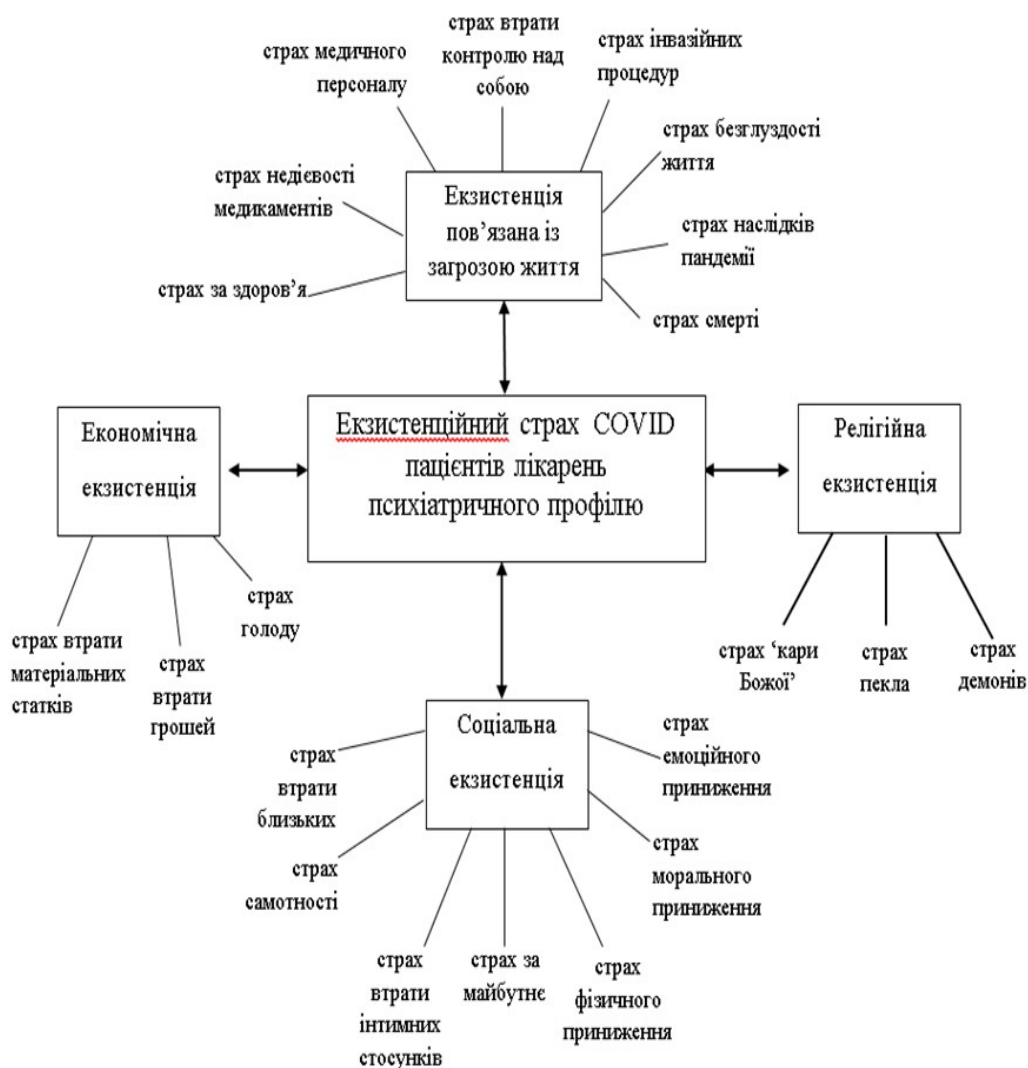 страх медичного
персоналу
страх втрати
контролю над
собою
страх інвазійних
процедур
страх безглуздості
життя
страх недієвості
медикаментів
Екзистенція
пов’язана із
загрозою життя
страх наслідків
пандемії
страх за здоров’я
страх смерті
Економічна
екзистенція
Екзистенційний страх COVID
пацієнтів лікарень
психіатричного профілю
Релігійна
екзистенція
страх втрати
матеріальних
статків
страх
втрати
грошей
страх
голоду
страх ‘кари
Божої’
страх
пекла
страх
демонів
Соціальна
екзистенція
страх
втрати
близьких
страх
емоційного
приниження
страх
самотності
страх
морального
приниження
страх
втрати
інтимних
стосунків
страх за
майбутнє
страх
фізичного
приниження